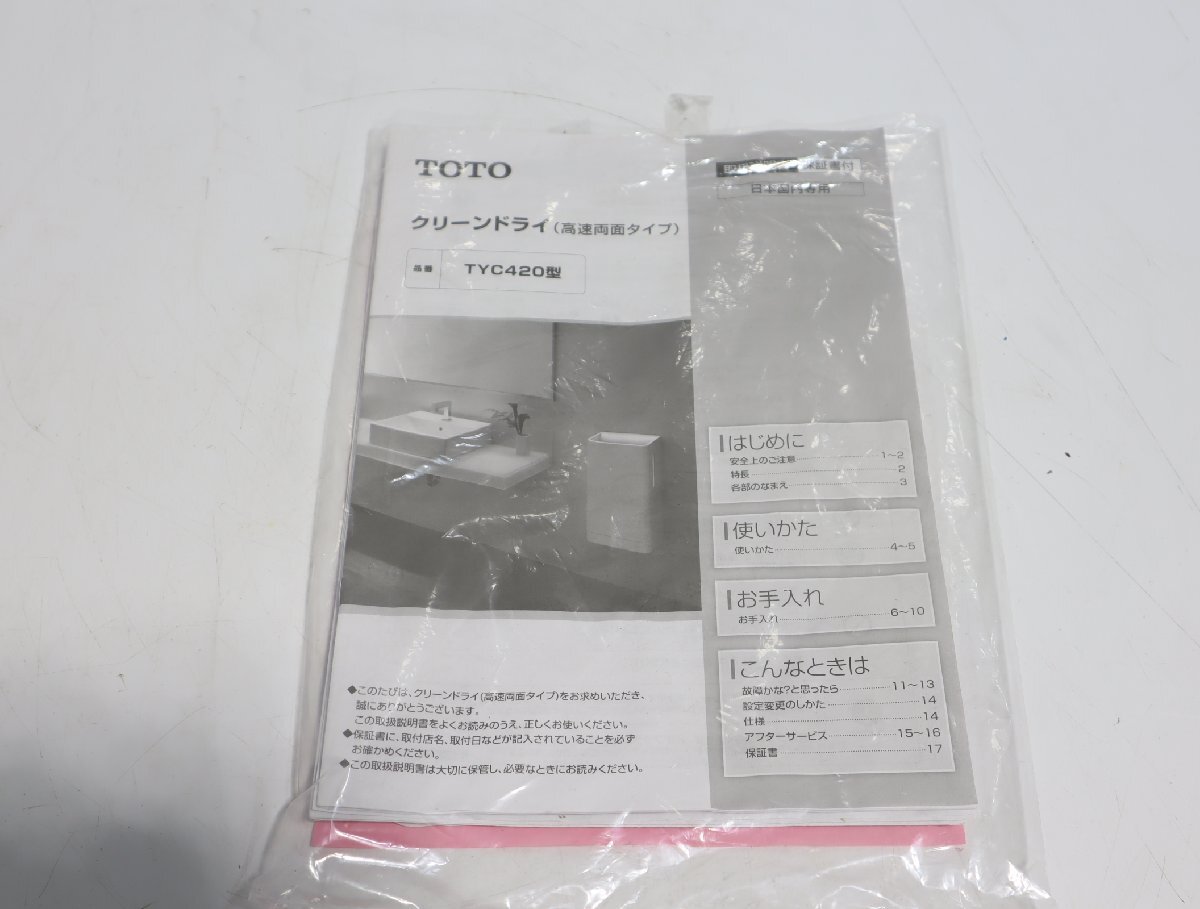 TOTO
クリーンドライ(高速両面タイプ)
品番 TYC420型
保証書付
日本国内専用
はじめに
安全上のご注意 1~2
特長 2
各部のなまえ 3
使いかた
使いかた 4~5
お手入れ
お手入れ 6~10
こんなときは
故障かな?と思ったら 11~13
設定変更のしかた 14
仕様 14
アフターサービス 15~16
保証書 17
◆このたびは、クリーンドライ(高速両面タイプ)をお求めいただき、
誠にありがとうございます。
この取扱説明書をよくお読みのうえ、正しくお使いください。
◆保証書に、取付店名、取付日などが記入されていることを必ず
お確かめください。
◆この取扱説明書は大切に保管し、必要なときにお読みください。